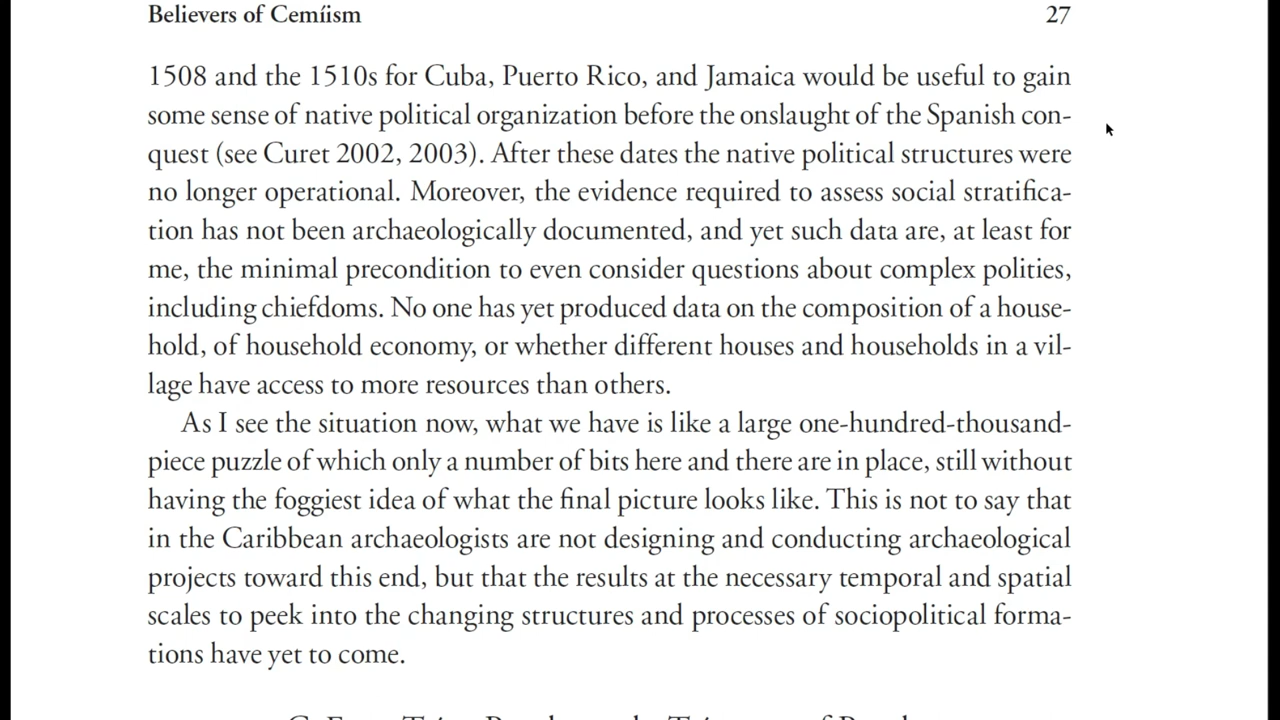 Believers of Cemíism 27
1508 and the 1510s for Cuba, Puerto Rico, and Jamaica would be useful to gain
some sense of native political organization before the onslaught of the Spanish con-
quest (see Curet 2002, 2003). After these dates the native political structures were
no longer operational. Moreover, the evidence required to assess social stratifica-
tion has not been archaeologically documented, and yet such data are, at least for
me, the minimal precondition to even consider questions about complex polities,
including chiefdoms. No one has yet produced data on the composition of a house-
hold, of household economy, or whether different houses and households in a vil-
lage have access to more resources than others.
As I see the situation now, what we have is like a large one-hundred-thousand-
piece puzzle of which only a number of bits here and there are in place, still without
having the foggiest idea of what the final picture looks like. This is not to say that
in the Caribbean archaeologists are not designing and conducting archaeological
projects toward this end, but that the results at the necessary temporal and spatial
scales to peek into the changing structures and processes of sociopolitical forma-
tions have yet to come.